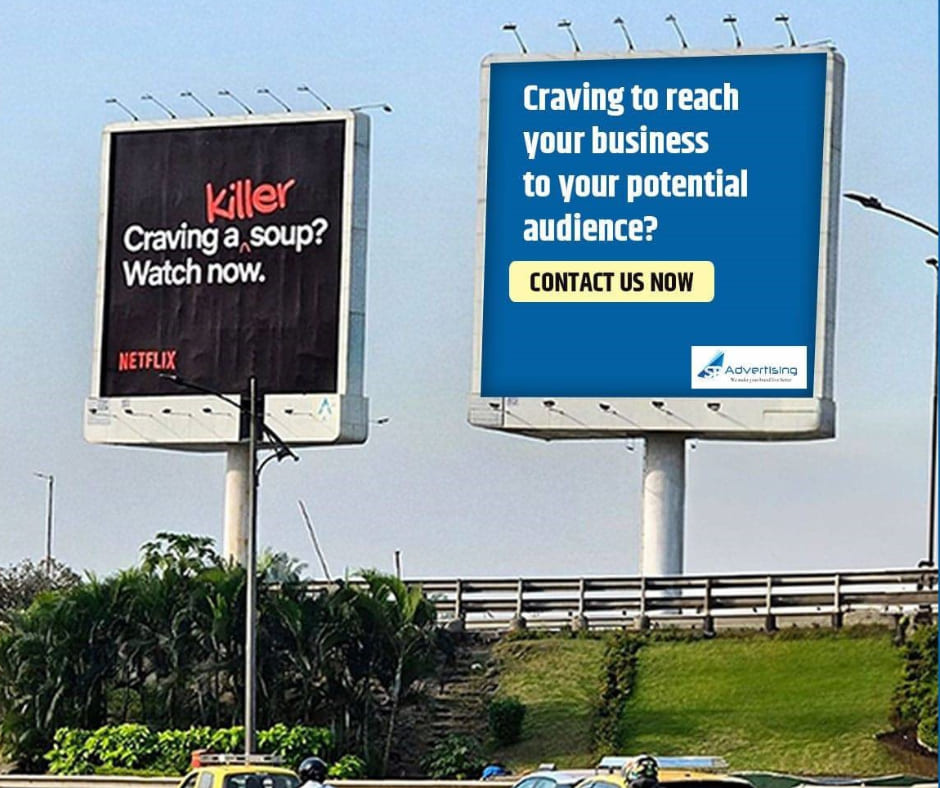 killer
Craving a ‸ soup?
Watch now.
NETFLIX
Craving to reach
your business
to your potential
audience?
CONTACT US NOW
SP Advertising